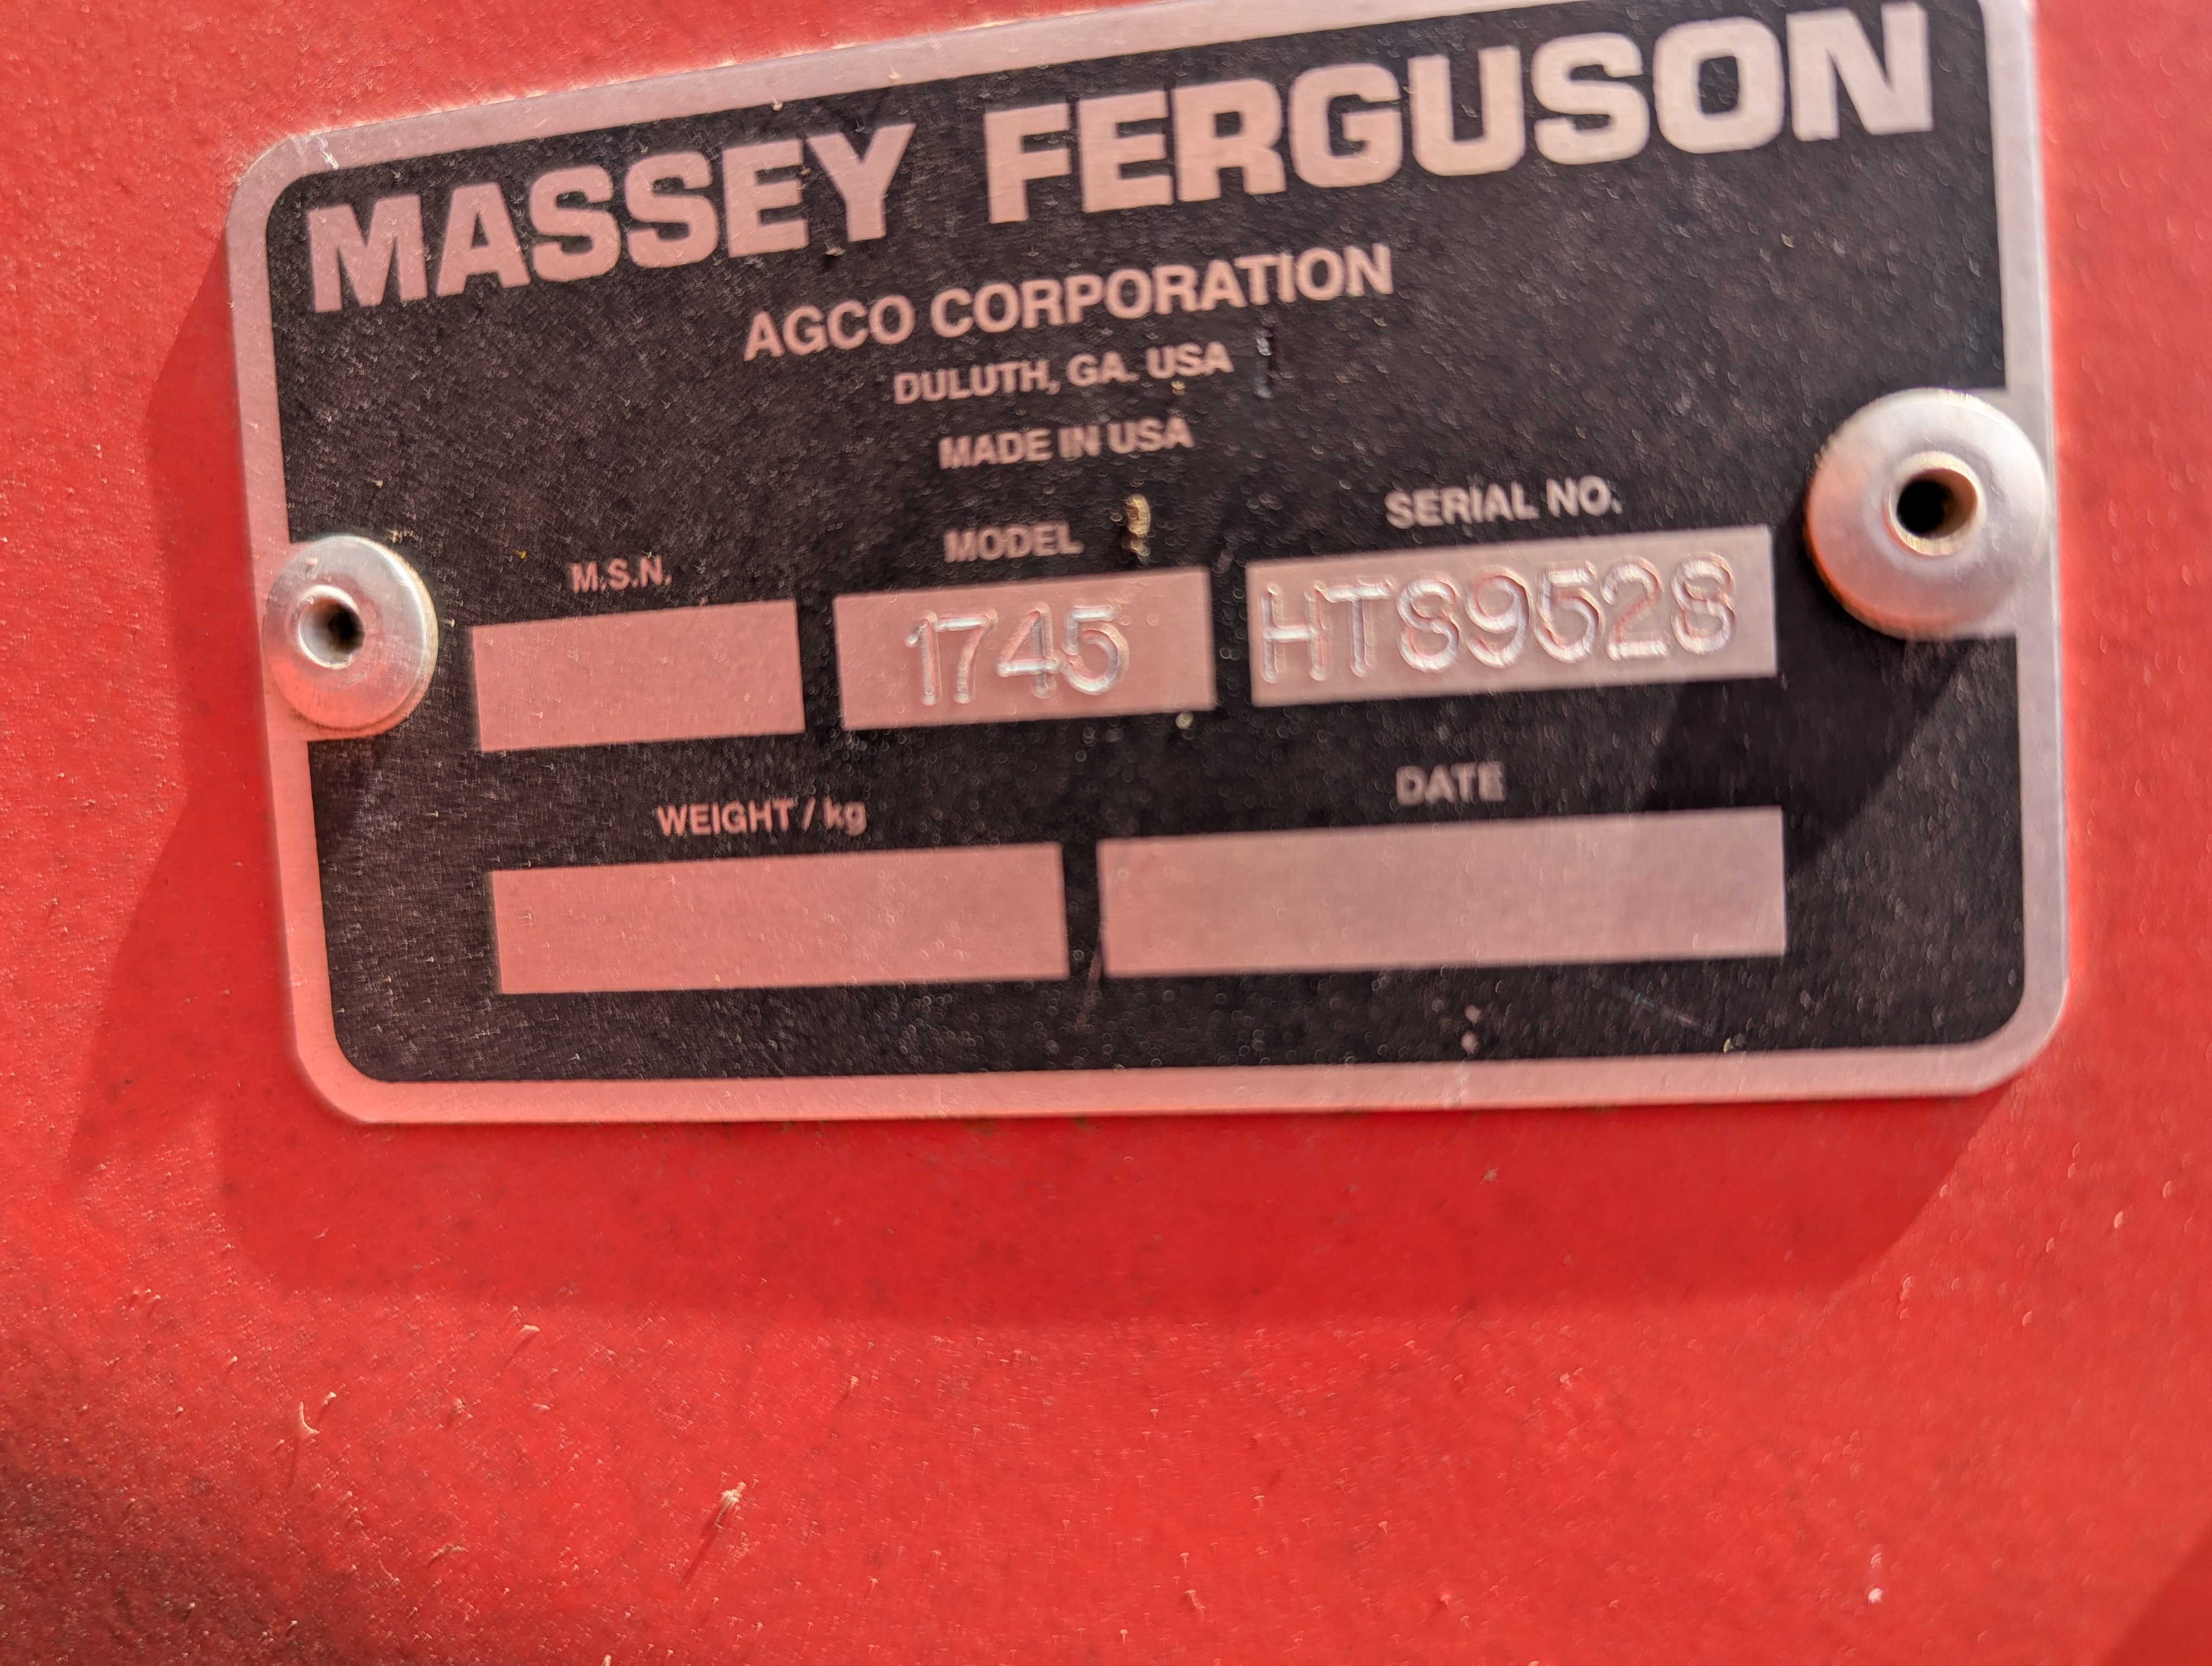 MASSEY FERGUSON
AGCO CORPORATION
DULUTH, GA. USA
MADE IN USA
M.S.N. MODEL SERIAL NO.
1745 HT89528
WEIGHT / kg DATE